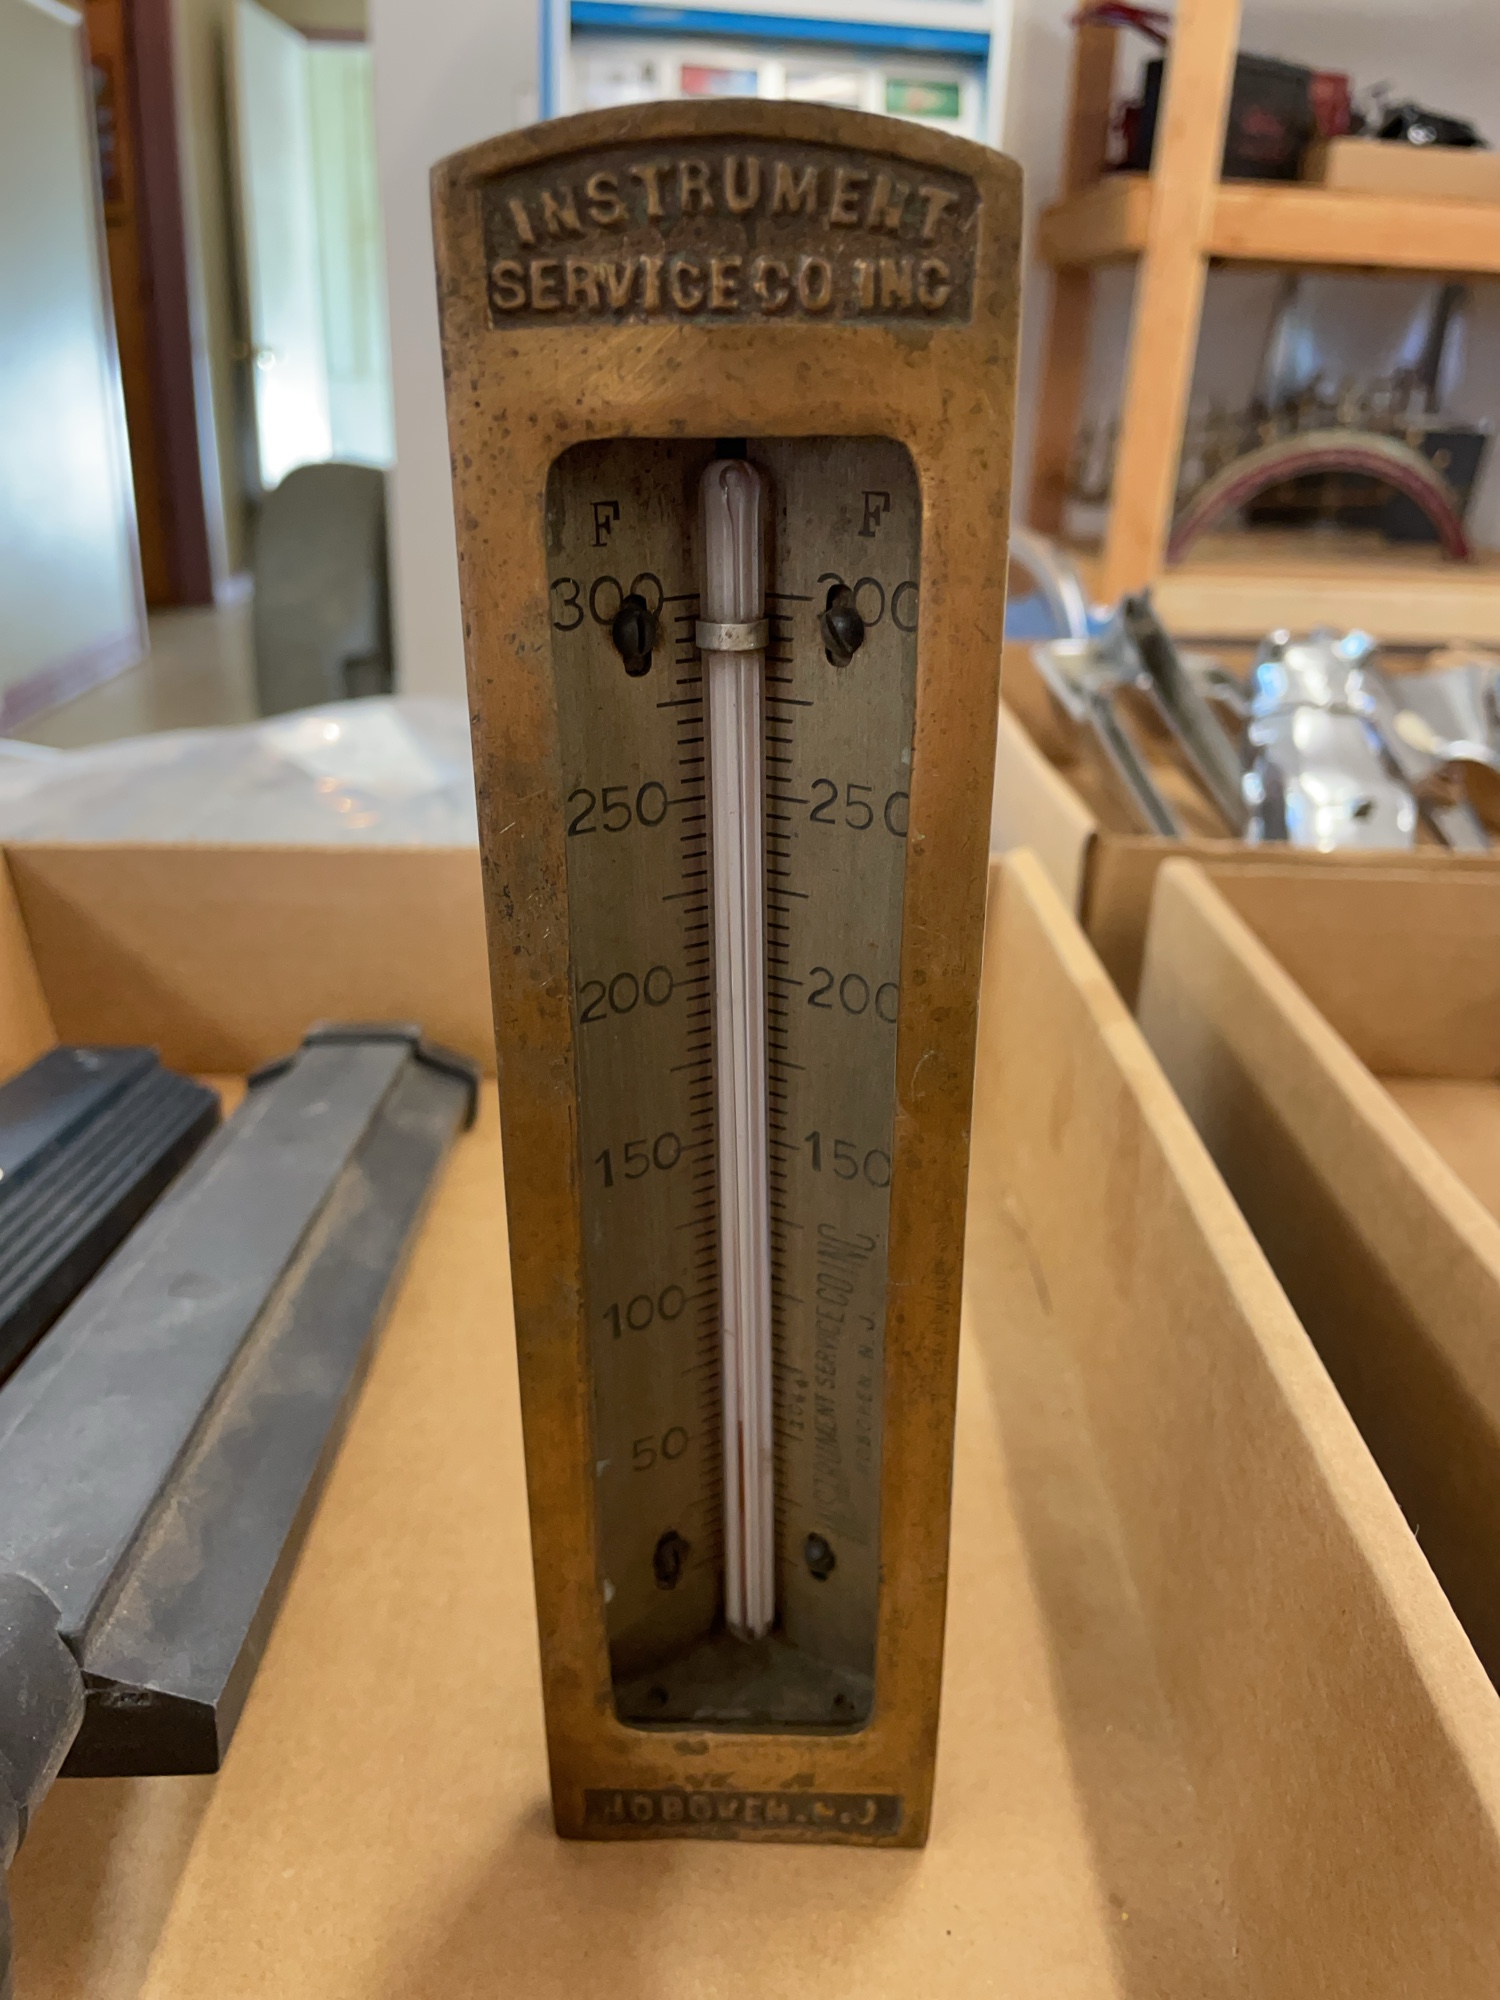 INSTRUMENT
SERVICE CO INC
F F
300 300
250 250
200 200
150 150
100
50
INSTRUMENT SERVICE CO INC.
HOBOKEN N. J.
HOBOKEN. N.J